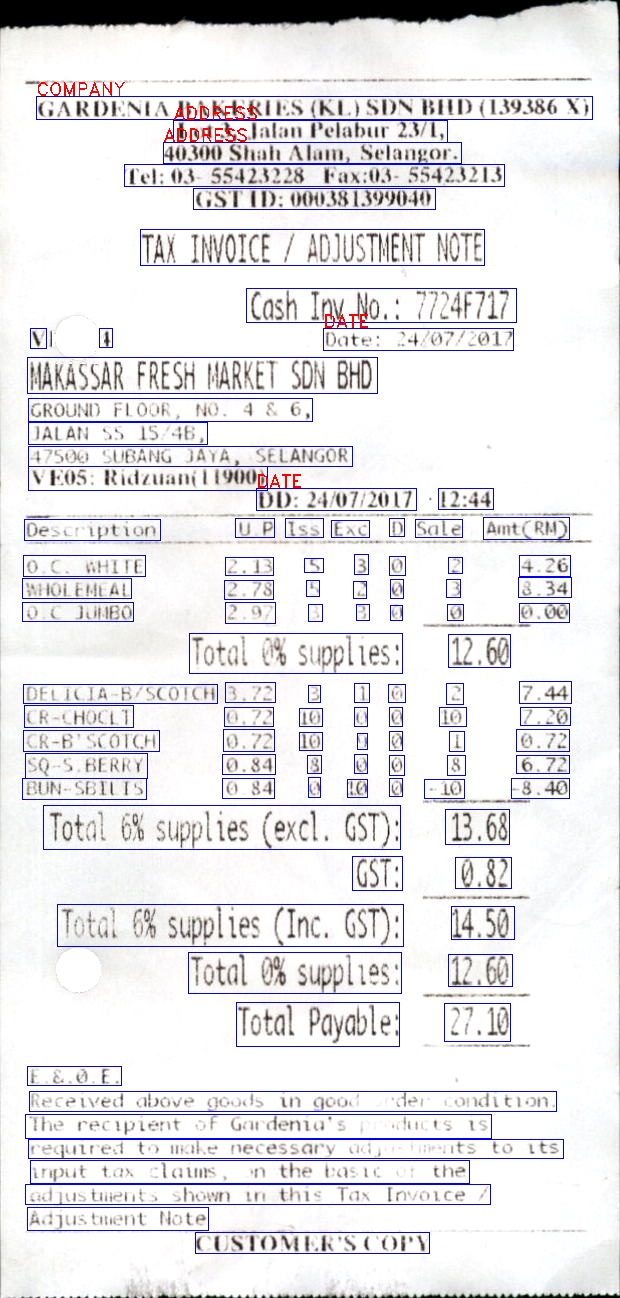 COMPANY
GARDENIA BAKERIES (KL) SDN BHD (139386 X)
ADDRESS
Lot 3, Jalan Pelabur 23/1,
ADDRESS
40300 Shah Alam, Selangor.
Tel: 03- 55423228 Fax:03- 55423213
GST ID: 000381399040
TAX INVOICE / ADJUSTMENT NOTE
Cash Inv No.: 7724F717
DATE
4 Date: 24/07/2017
MAKASSAR FRESH MARKET SDN BHD
GROUND FLOOR, NO. 4 & 6,
JALAN SS 15/4B,
47500 SUBANG JAYA, SELANGOR
VE05: Ridzuan(11900)
DATE
DD: 24/07/2017 12:44
Description U.P Iss Exc D Sale Amt(RM)
O.C. WHITE 2.13 5 3 0 2 4.26
WHOLEMEAL 2.78 5 2 0 3 8.34
O.C JUMBO 2.97 3 3 0 0 0.00
Total 0% supplies: 12.60
DELICIA-B/SCOTCH 3.72 3 1 0 2 7.44
CR-CHOCLT 0.72 10 0 0 10 7.20
CR-B'SCOTCH 0.72 10 9 0 1 0.72
SQ-S.BERRY 0.84 8 0 0 8 6.72
BUN-SBILIS 0.84 0 10 0 -10 -8.40
Total 6% supplies (excl. GST): 13.68
GST: 0.82
Total 6% supplies (Inc. GST): 14.50
Total 0% supplies: 12.60
Total Payable: 27.10
E.&.O.E.
Received above goods in good order condition.
The recipient of Gardenia's products is
required to make necessary adjustments to its
input tax claims, on the basic of the
adjustments shown in this Tax Invoice /
Adjustment Note
CUSTOMER'S COPY